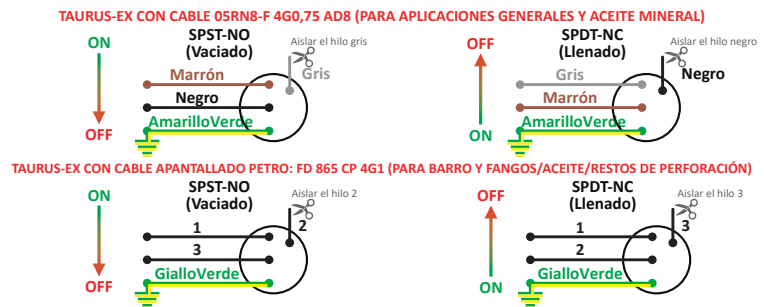 TAURUS-EX CON CABLE 05RN8-F 4G0,75 AD8 (PARA APLICACIONES GENERALES Y ACEITE MINERAL)
ON
SPST-NO
(Vaciado)
Aislar el hilo gris
Marrón
Gris
Negro
AmarilloVerde
OFF
OFF
SPDT-NC
(Llenado)
Aislar el hilo negro
Gris
Negro
Marrón
AmarilloVerde
ON
TAURUS-EX CON CABLE APANTALLADO PETRO: FD 865 CP 4G1 (PARA BARRO Y FANGOS/ACEITE/RESTOS DE PERFORACIÓN)
ON
SPST-NO
(Vaciado)
Aislar el hilo 2
1
2
3
GialloVerde
OFF
OFF
SPDT-NC
(Llenado)
Aislar el hilo 3
1
3
2
GialloVerde
ON